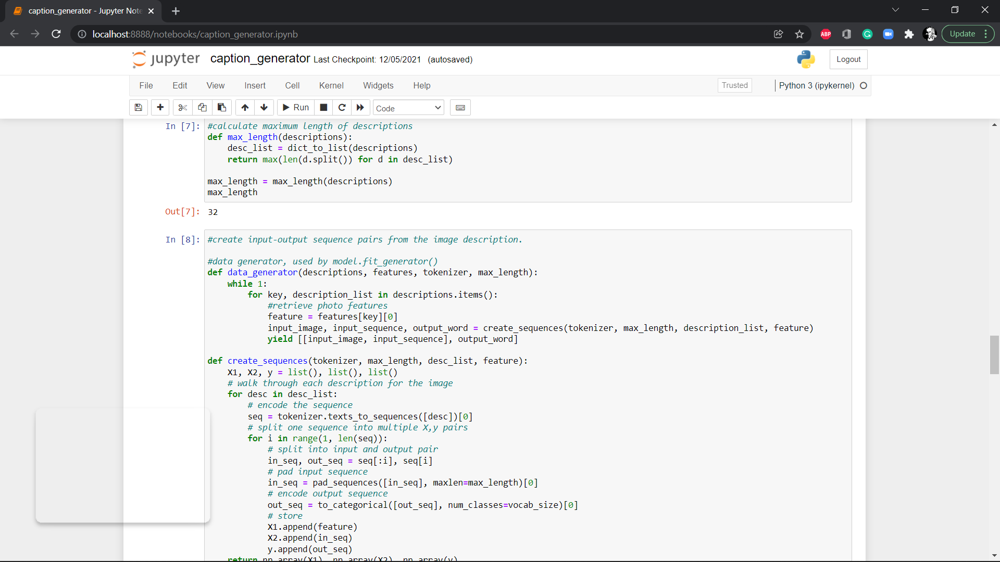 caption_generator - Jupyter Note
localhost:8888/notebooks/caption_generator.ipynb
ABP
Update
jupyter caption_generator Last Checkpoint: 12/05/2021 (autosaved)
Logout
File Edit View Insert Cell Kernel Widgets Help
Trusted
Python 3 (ipykernel)
Run
Code
In [7]: #calculate maximum length of descriptions
def max_length(descriptions):
    desc_list = dict_to_list(descriptions)
    return max(len(d.split()) for d in desc_list)
max_length = max_length(descriptions)
max_length
Out[7]: 32
In [8]: #create input-output sequence pairs from the image description.
#data generator, used by model.fit_generator()
def data_generator(descriptions, features, tokenizer, max_length):
    while 1:
        for key, description_list in descriptions.items():
            #retrieve photo features
            feature = features[key][0]
            input_image, input_sequence, output_word = create_sequences(tokenizer, max_length, description_list, feature)
            yield [[input_image, input_sequence], output_word]
def create_sequences(tokenizer, max_length, desc_list, feature):
    X1, X2, y = list(), list(), list()
    # walk through each description for the image
    for desc in desc_list:
        # encode the sequence
        seq = tokenizer.texts_to_sequences([desc])[0]
        # split one sequence into multiple X,y pairs
        for i in range(1, len(seq)):
            # split into input and output pair
            in_seq, out_seq = seq[:i], seq[i]
            # pad input sequence
            in_seq = pad_sequences([in_seq], maxlen=max_length)[0]
            # encode output sequence
            out_seq = to_categorical([out_seq], num_classes=vocab_size)[0]
            # store
            X1.append(feature)
            X2.append(in_seq)
            y.append(out_seq)
    return np.array(X1), np.array(X2), np.array(y)